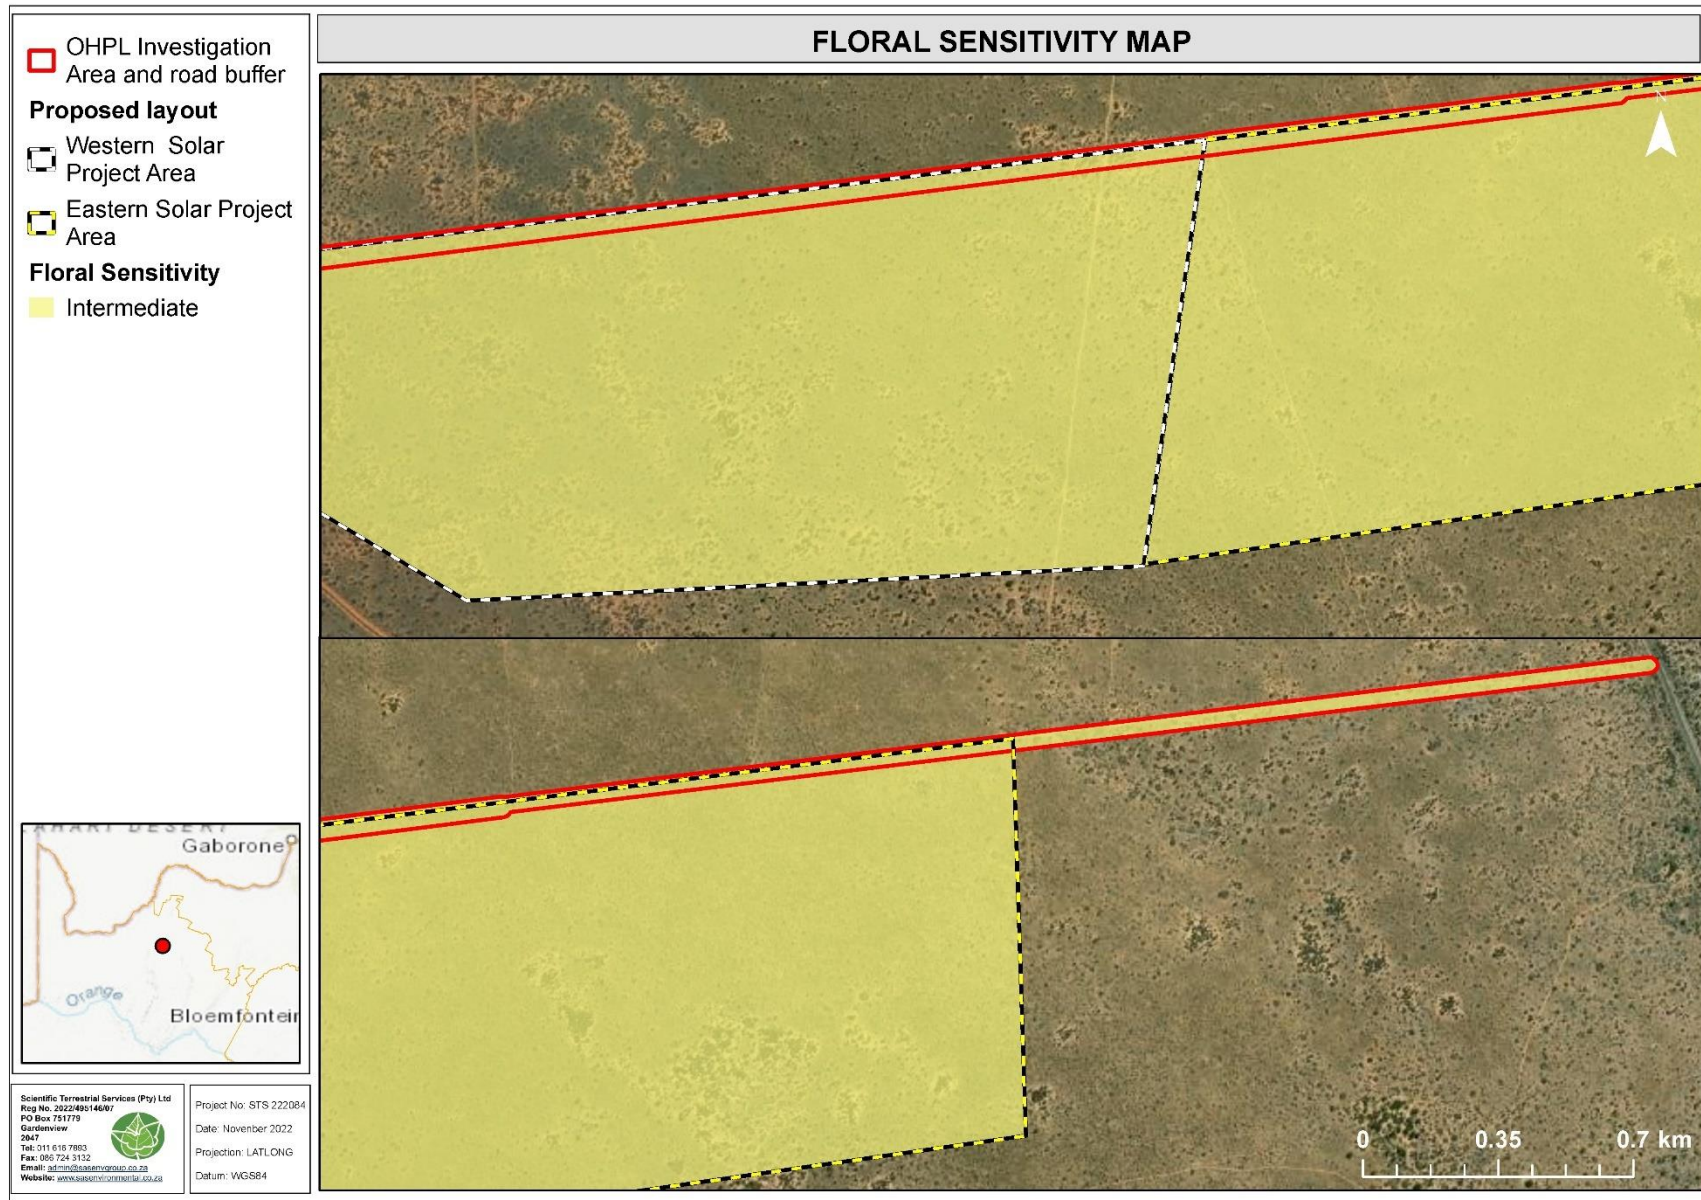 FLORAL SENSITIVITY MAP
OHPL Investigation
Area and road buffer
Proposed layout
Western Solar
Project Area
Eastern Solar Project
Area
Floral Sensitivity
Intermediate
N
Gaborone
Orange
Bloemfontein
Scientific Terrestrial Services (Pty) Ltd
Reg No. 2022/495146/07
PO Box 751779
Gardenview
2047
Tel: 011 616 7893
Fax: 086 724 3132
Email: admin@sasenvgroup.co.za
Website: www.sasenvironmental.co.za
Project No: STS 222084
Date: November 2022
Projection: LATLONG
Datum: WGS84
0 0.35 0.7 km